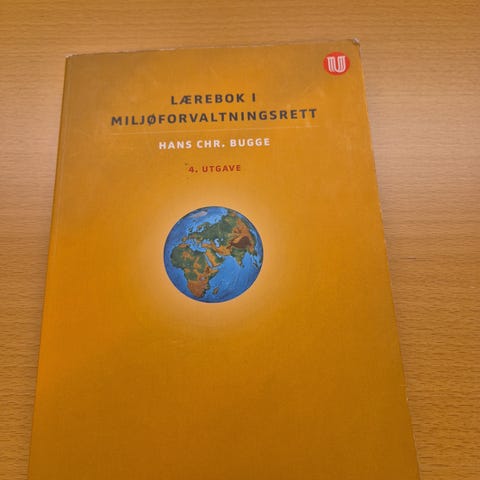 LÆREBOK I
MILJØFORVALTNINGSRETT
HANS CHR. BUGGE
4. UTGAVE